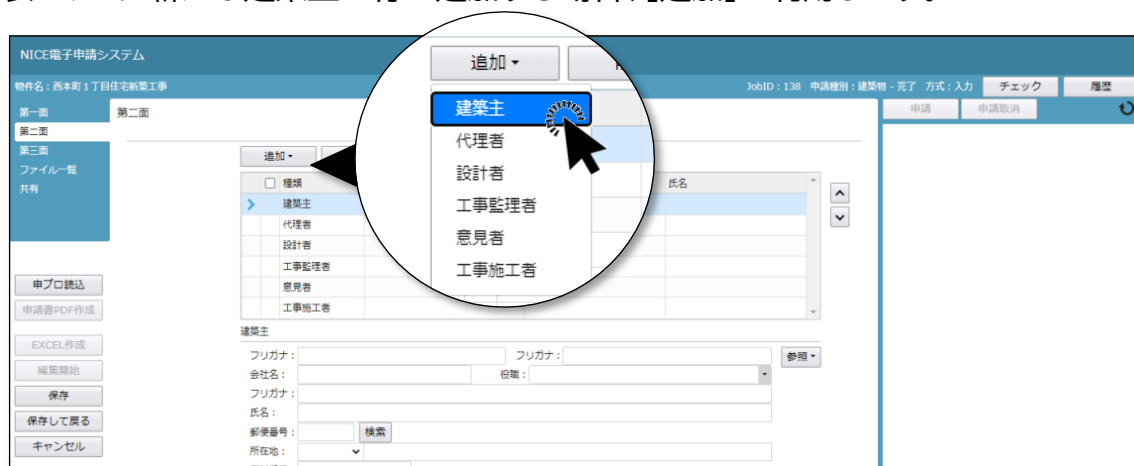 NICE電子申請システム
物件名：西本町１丁目住宅新築工事
JobID：138 申請種別：建築物 - 完了 方式：入力
チェック
履歴
第一面
第二面
第三面
ファイル一覧
共有
第二面
申請
申請取消
追加
種類
氏名
建築主
代理者
設計者
工事監理者
意見者
工事施工者
追加
建築主
代理者
設計者
工事監理者
意見者
工事施工者
申プロ読込
申請書PDF作成
EXCEL作成
編集開始
保存
保存して戻る
キャンセル
建築主
フリガナ：
フリガナ：
参照
会社名：
役職：
フリガナ：
氏名：
郵便番号：
検索
所在地：